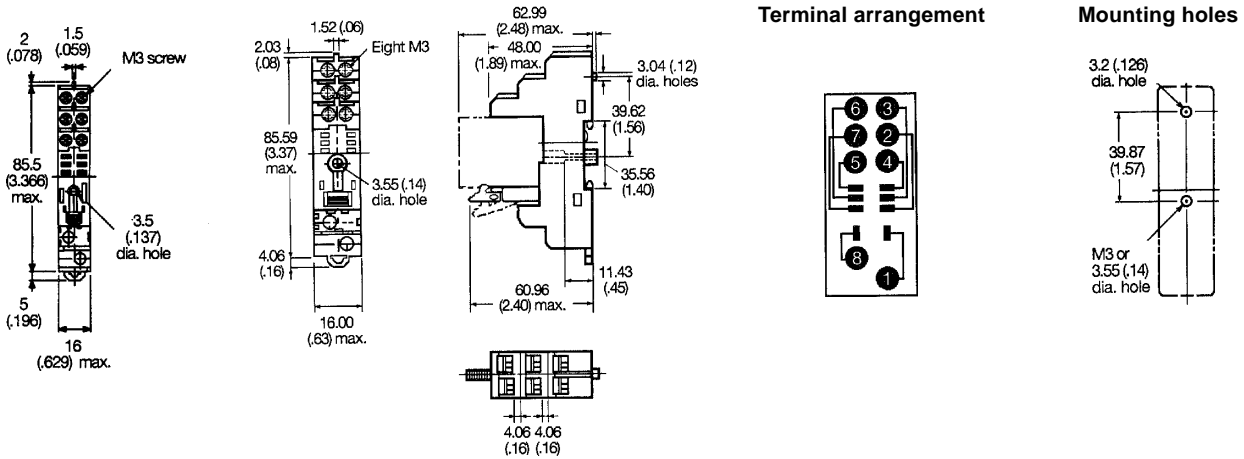 2
(.078)
1.5
(.059)
M3 screw
85.5
(3.366)
max.
3.5
(.137)
dia. hole
5
(.196)
16
(.629) max.
1.52 (.06)
2.03
(.08)
Eight M3
85.59
(3.37)
max.
3.55 (.14)
dia. hole
4.06
(.16)
16.00
(.63) max.
62.99
(2.48) max.
48.00
(1.89) max.
3.04 (.12)
dia. holes
39.62
(1.56)
35.56
(1.40)
11.43
(.45)
60.96
(2.40) max.
4.06 4.06
(.16) (.16)
Terminal arrangement
6 3
7 2
5 4
8
1
Mounting holes
3.2 (.126)
dia. hole
39.87
(1.57)
M3 or
3.55 (.14)
dia. hole